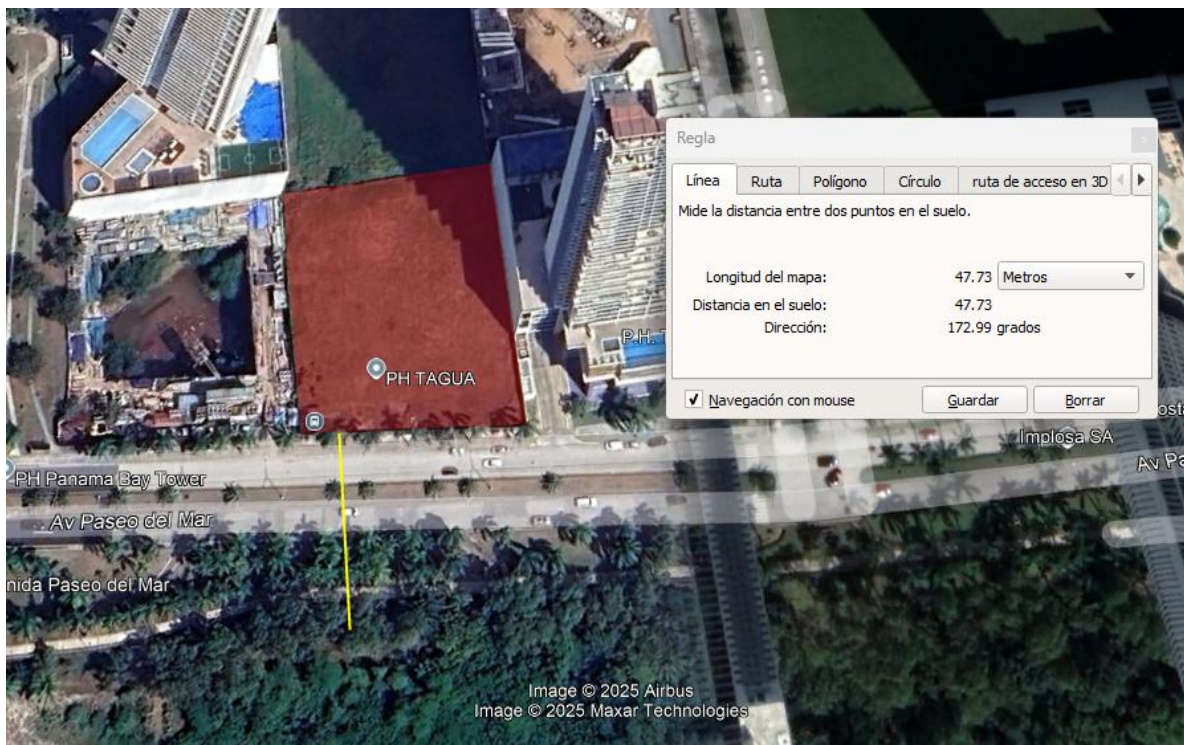 Regla
x
Línea
Ruta
Polígono
Círculo
ruta de acceso en 3D
Mide la distancia entre dos puntos en el suelo.
Longitud del mapa: 47.73 Metros
Distancia en el suelo: 47.73
Dirección: 172.99 grados
Navegación con mouse
Guardar
Borrar
P.H. T
PH TAGUA
osta
Implosa SA
Av Pa
PH Panama Bay Tower
Av Paseo del Mar
nida Paseo del Mar
Image © 2025 Airbus
Image © 2025 Maxar Technologies